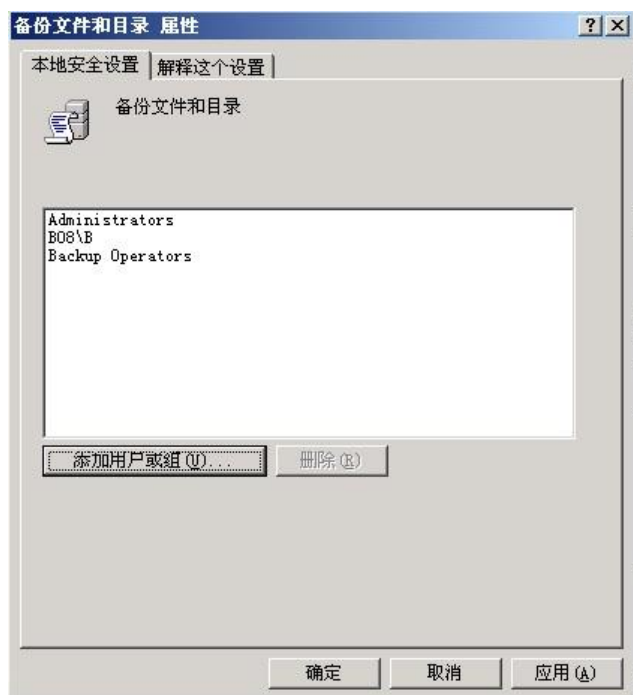 备份文件和目录 属性
本地安全设置 解释这个设置
备份文件和目录
Administrators
B08\B
Backup Operators
添加用户或组(U)... 删除(R)
确定 取消 应用(A)